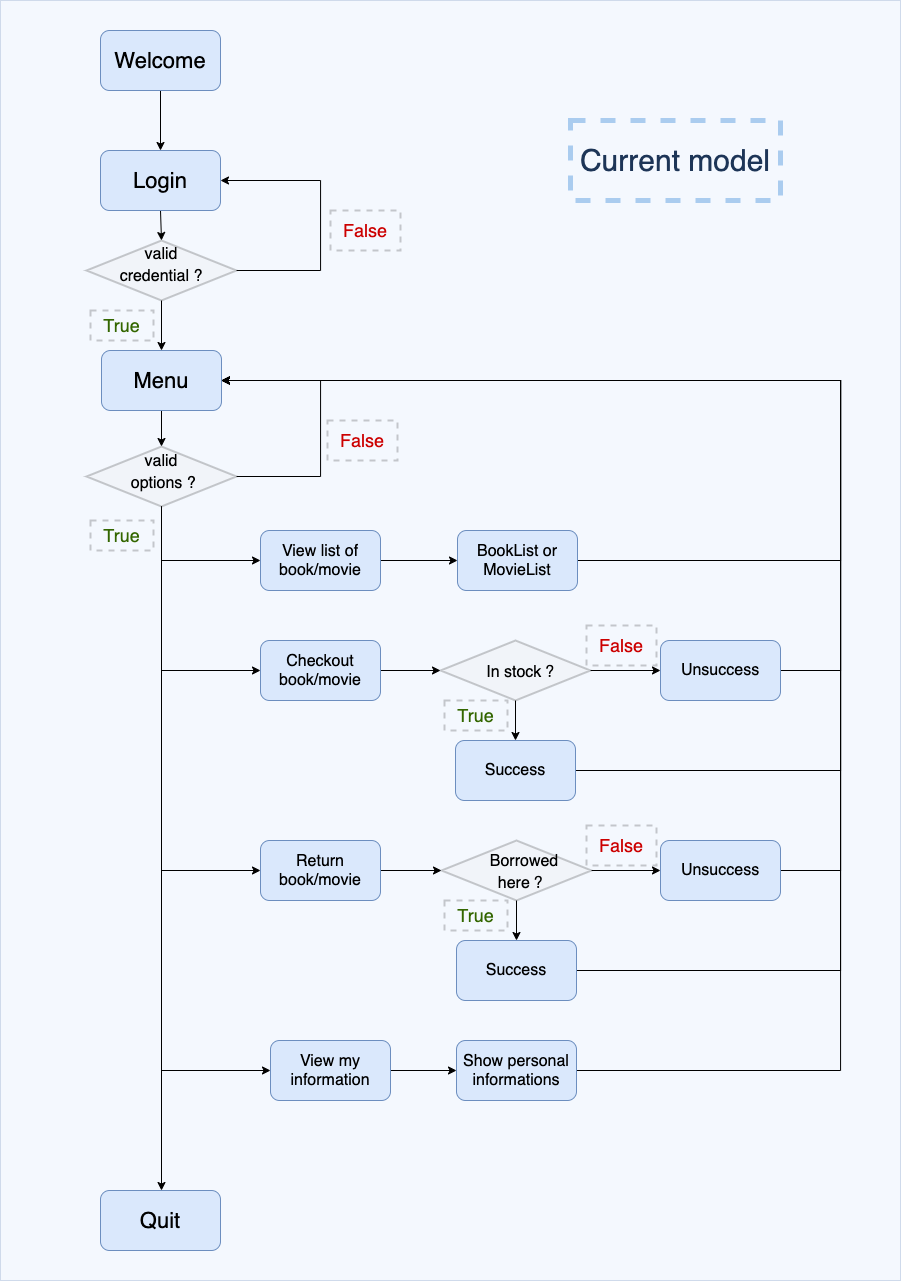 Welcome
Current model
Login
False
valid
credential ?
True
Menu
False
valid
options ?
True
View list of
book/movie
BookList or
MovieList
Checkout
book/movie
In stock ?
False
Unsuccess
True
Success
Return
book/movie
Borrowed
here ?
False
Unsuccess
True
Success
View my
information
Show personal
informations
Quit